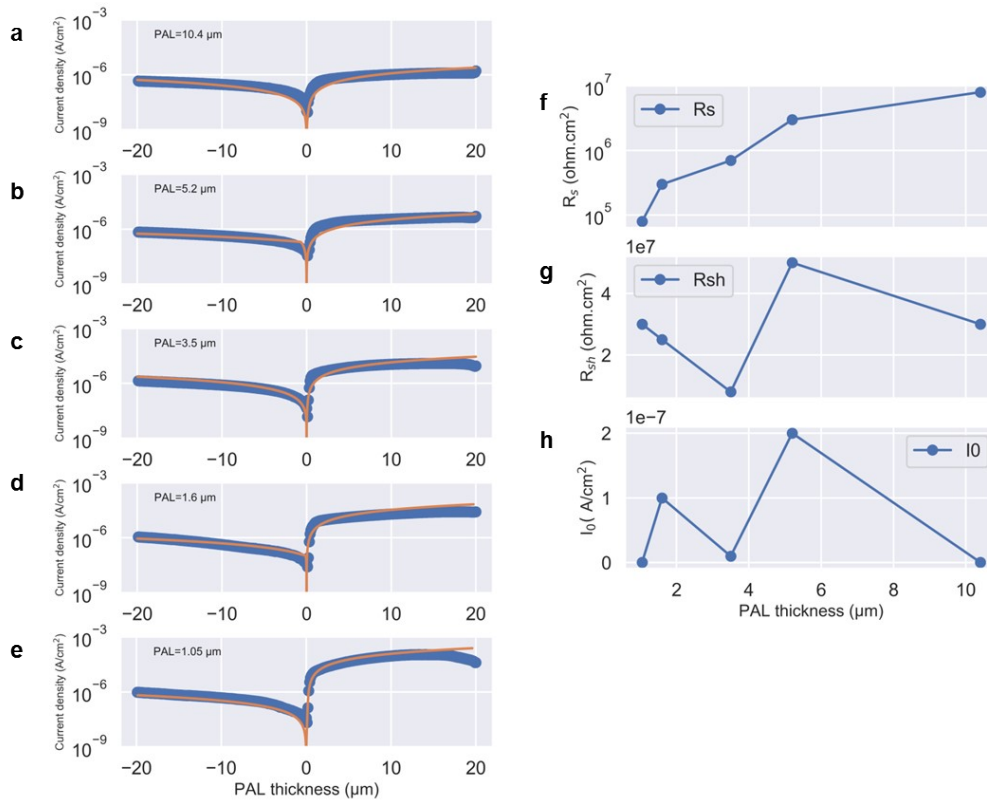 a
Current density (A/cm²)
10⁻³
10⁻⁶
10⁻⁹
PAL=10.4 μm
−20 −10 0 10 20
b
Current density (A/cm²)
10⁻³
10⁻⁶
10⁻⁹
PAL=5.2 μm
−20 −10 0 10 20
c
Current density (A/cm²)
10⁻³
10⁻⁶
10⁻⁹
PAL=3.5 μm
−20 −10 0 10 20
d
Current density (A/cm²)
10⁻³
10⁻⁶
10⁻⁹
PAL=1.6 μm
−20 −10 0 10 20
e
Current density (A/cm²)
10⁻³
10⁻⁶
10⁻⁹
PAL=1.05 μm
−20 −10 0 10 20
PAL thickness (μm)
f
Rₛ (ohm.cm²)
10⁷
10⁶
10⁵
Rs
g
1e7
Rₛₕ (ohm.cm²)
4
2
Rsh
h
1e−7
I₀( A/cm²)
2
1
0
I0
2 4 6 8 10
PAL thickness (μm)